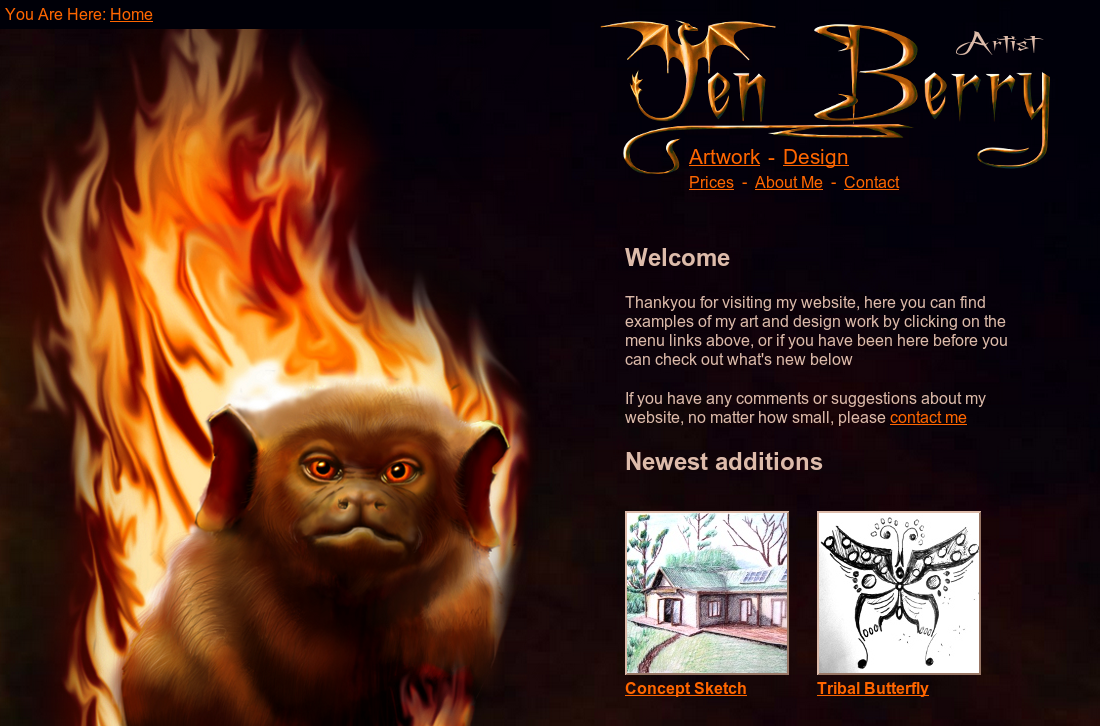 You Are Here: Home
Jen Berry
Artist
Artwork - Design
Prices - About Me - Contact
Welcome
Thankyou for visiting my website, here you can find
examples of my art and design work by clicking on the
menu links above, or if you have been here before you
can check out what's new below
If you have any comments or suggestions about my
website, no matter how small, please contact me
Newest additions
Concept Sketch
Tribal Butterfly